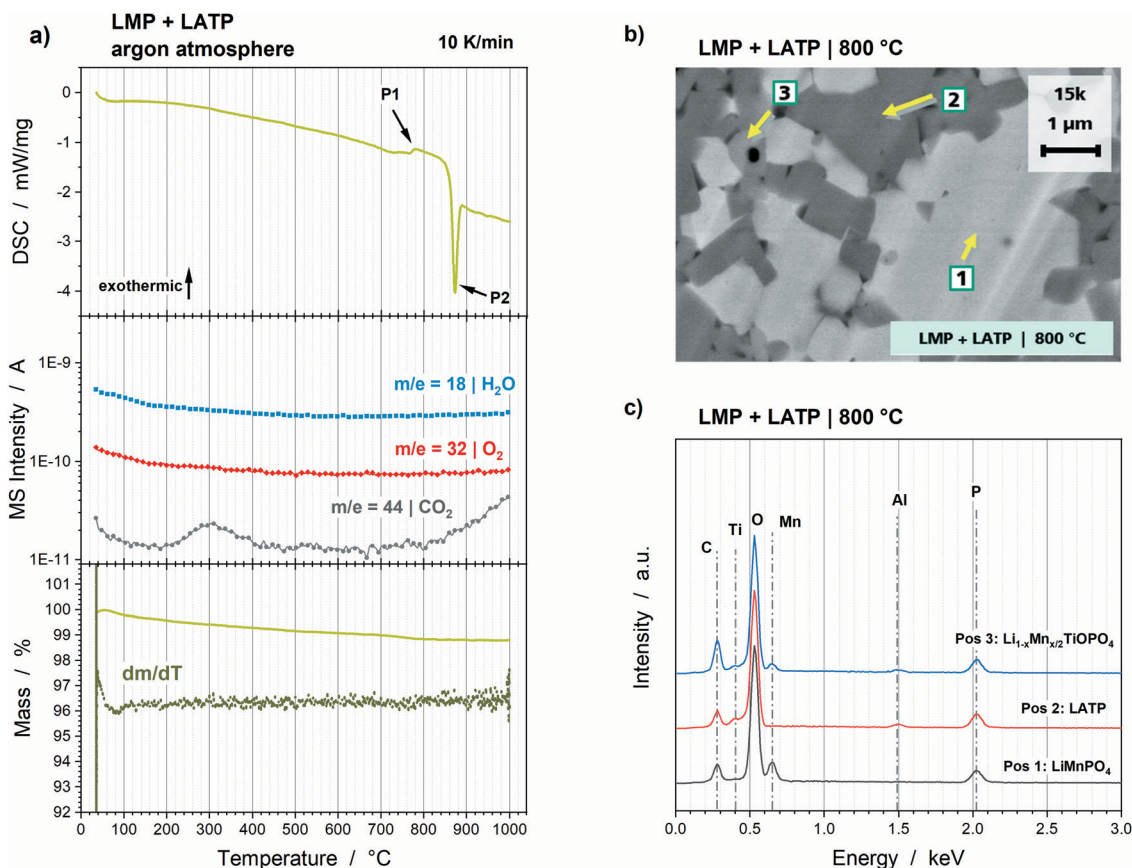 a)
LMP + LATP
argon atmosphere
10 K/min
DSC / mW/mg
0
-1
-2
-3
-4
P1
P2
exothermic
MS Intensity / A
1E-9
1E-10
1E-11
m/e = 18 | H₂O
m/e = 32 | O₂
m/e = 44 | CO₂
Mass / %
101
100
99
98
97
96
95
94
93
92
dm/dT
0 100 200 300 400 500 600 700 800 900 1000
Temperature / °C
b)
LMP + LATP | 800 °C
3
2
15k
1 µm
1
LMP + LATP | 800 °C
c)
LMP + LATP | 800 °C
Intensity / a.u.
C
Ti
O
Mn
Al
P
Pos 3: Li₁₋ₓMnₓ/₂TiOPO₄
Pos 2: LATP
Pos 1: LiMnPO₄
0.0 0.5 1.0 1.5 2.0 2.5 3.0
Energy / keV